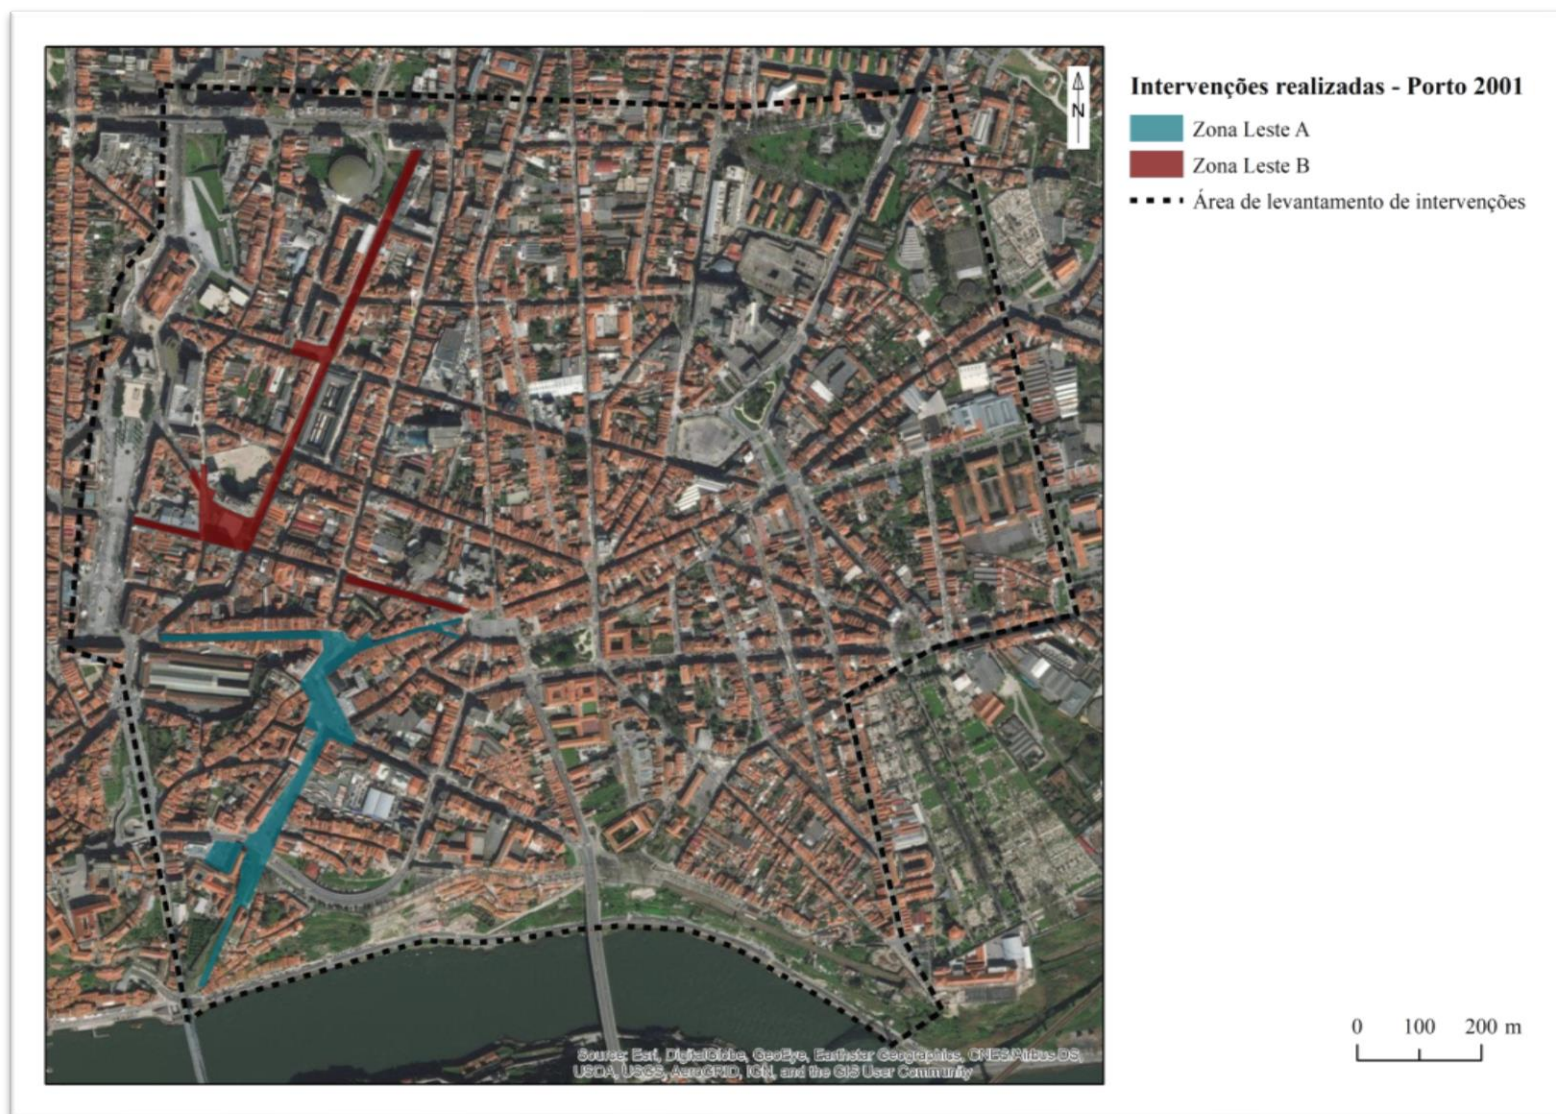 N
Intervenções realizadas - Porto 2001
Zona Leste A
Zona Leste B
Área de levantamento de intervenções
0 100 200 m
Source: Esri, DigitalGlobe, GeoEye, Earthstar Geographics, CNES/Airbus DS,
USDA, USGS, AeroGRID, IGN, and the GIS User Community